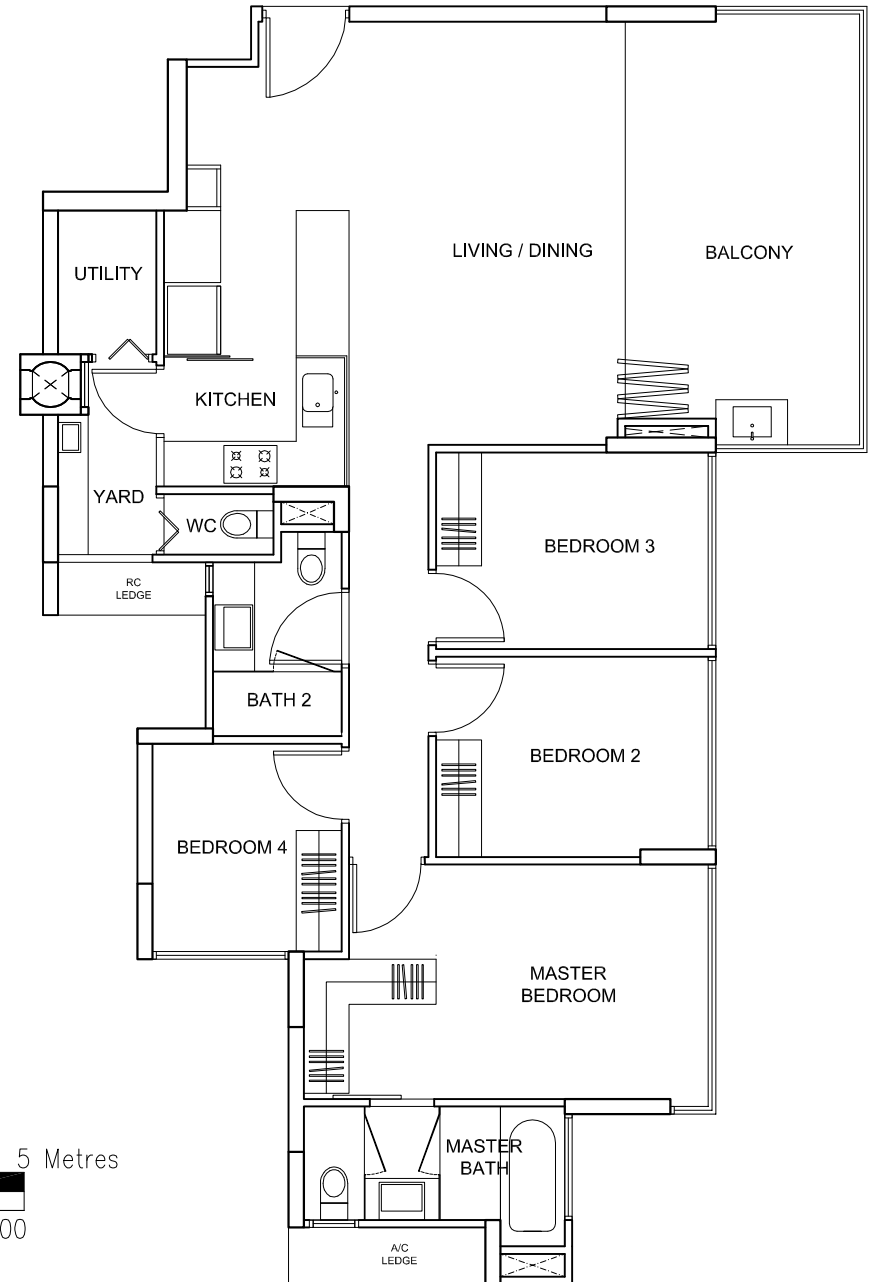 LIVING / DINING
BALCONY
UTILITY
KITCHEN
YARD
WC
BEDROOM 3
RC
LEDGE
BATH 2
BEDROOM 2
BEDROOM 4
MASTER
BEDROOM
MASTER
BATH
5 Metres
00
A/C
LEDGE